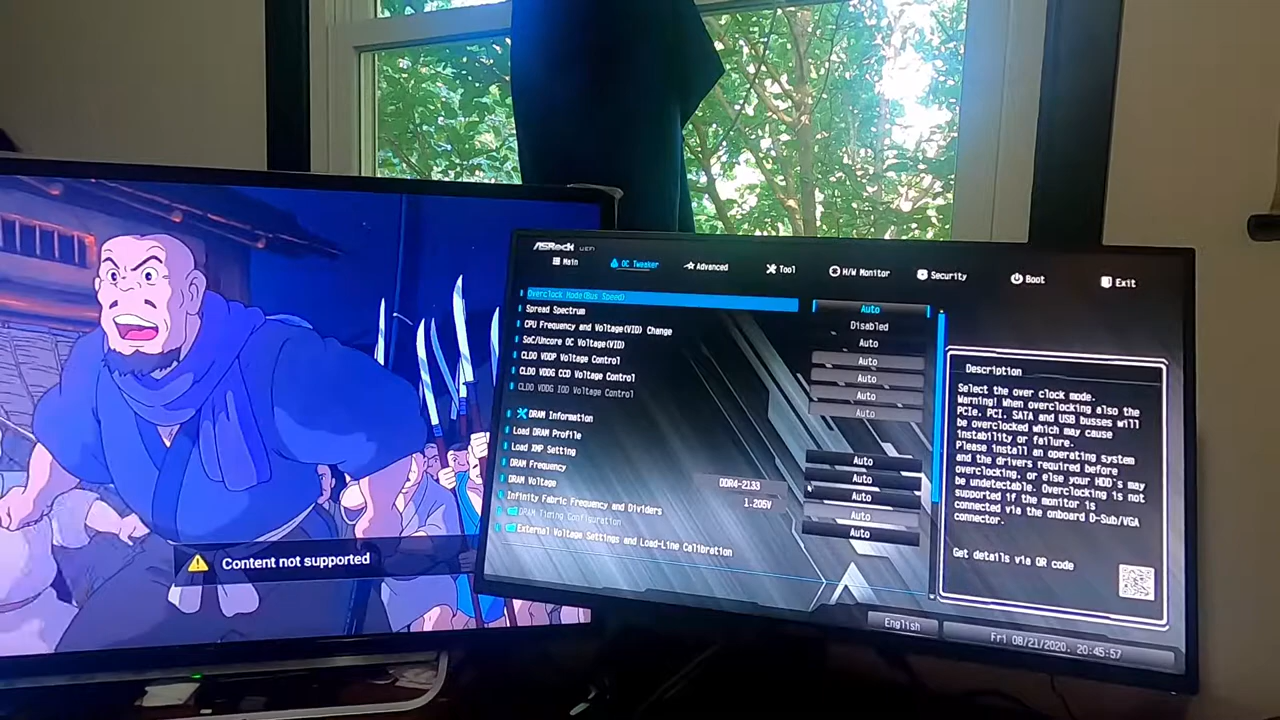 ASRock UEFI
Main OC Tweaker Advanced Tool H/W Monitor Security Boot Exit
Overclock Mode(Bus Speed) Auto
Spread Spectrum Disabled
CPU Frequency and Voltage(VID) Change Auto
SoC/Uncore OC Voltage(VID) Auto
CLDO VDDP Voltage Control Auto
CLDO VDDG CCD Voltage Control Auto
CLDO VDDG IOD Voltage Control Auto
DRAM Information
Load DRAM Profile Auto
Load XMP Setting Auto
DRAM Frequency DDR4-2133 Auto
DRAM Voltage 1.205V Auto
Infinity Fabric Frequency and Dividers Auto
DRAM Timing Configuration
External Voltage Settings and Load-Line Calibration
Description
Select the over clock mode.
Warning! When overclocking also the
PCIe, PCI, SATA and USB busses will
be overclocked which may cause
instability or failure.
Please install an operating system
and the drivers required before
overclocking, or else your HDD's may
be undetectable. Overclocking is not
supported if the monitor is
connected via the onboard D-Sub/VGA
connector.
Get details via QR code
English
Fri 08/21/2020, 20:45:57
Content not supported